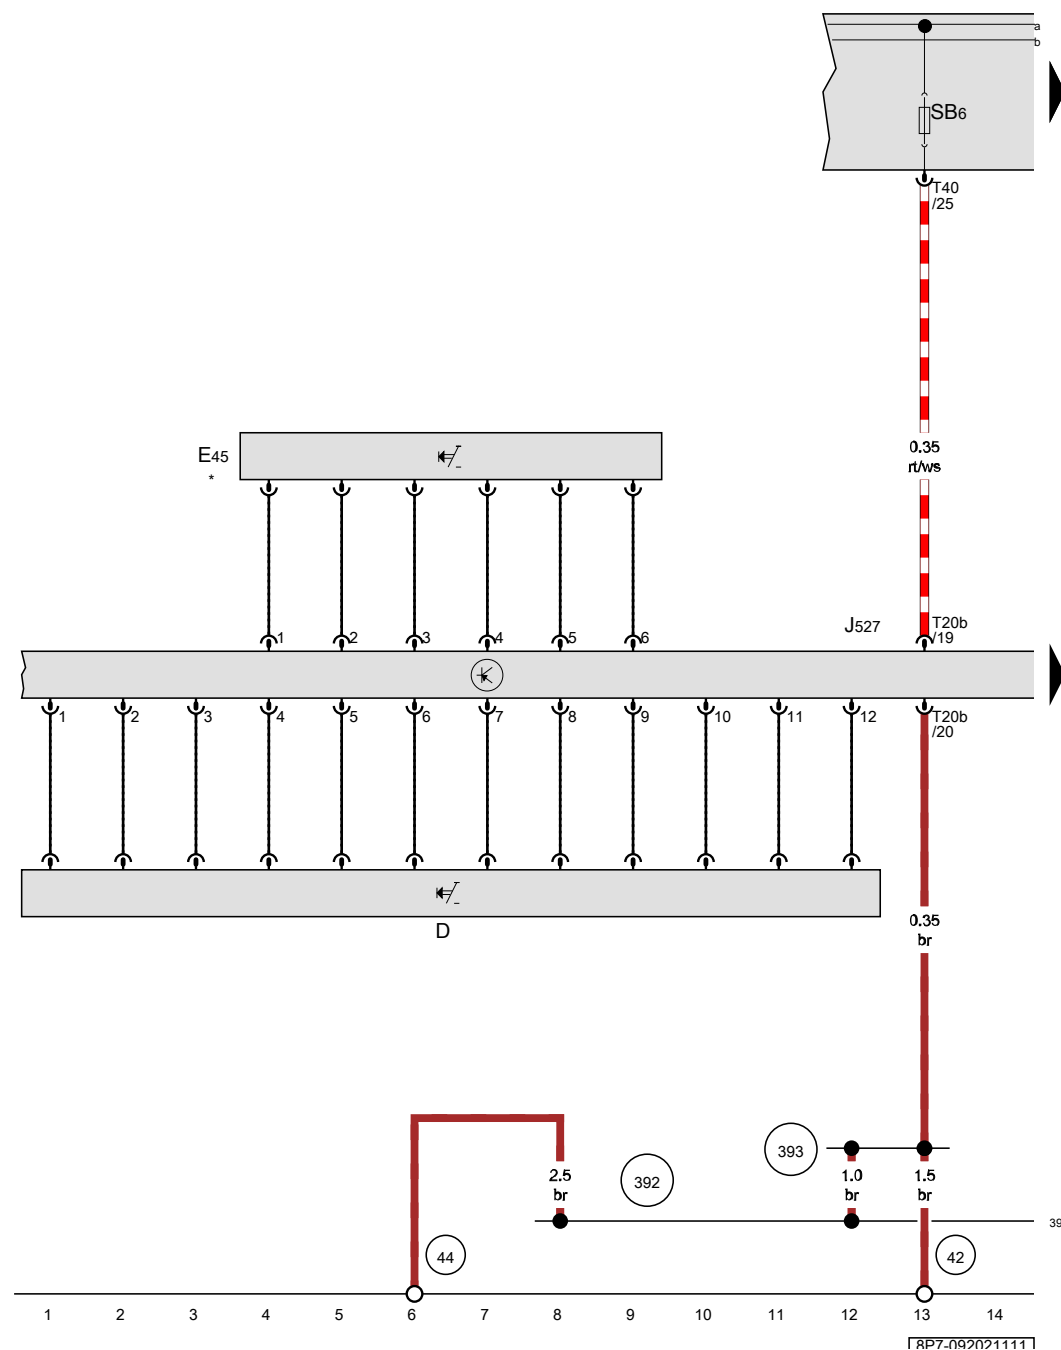 a
b
SB6
T40
/25
0.35
rt/ws
E45
*
1 2 3 4 5 6
J527
T20b
/19
1 2 3 4 5 6 7 8 9 10 11 12
T20b
/20
D
0.35
br
393
392
2.5
br
1.0
br
1.5
br
39
44
42
1 2 3 4 5 6 7 8 9 10 11 12 13 14
8P7-092021111